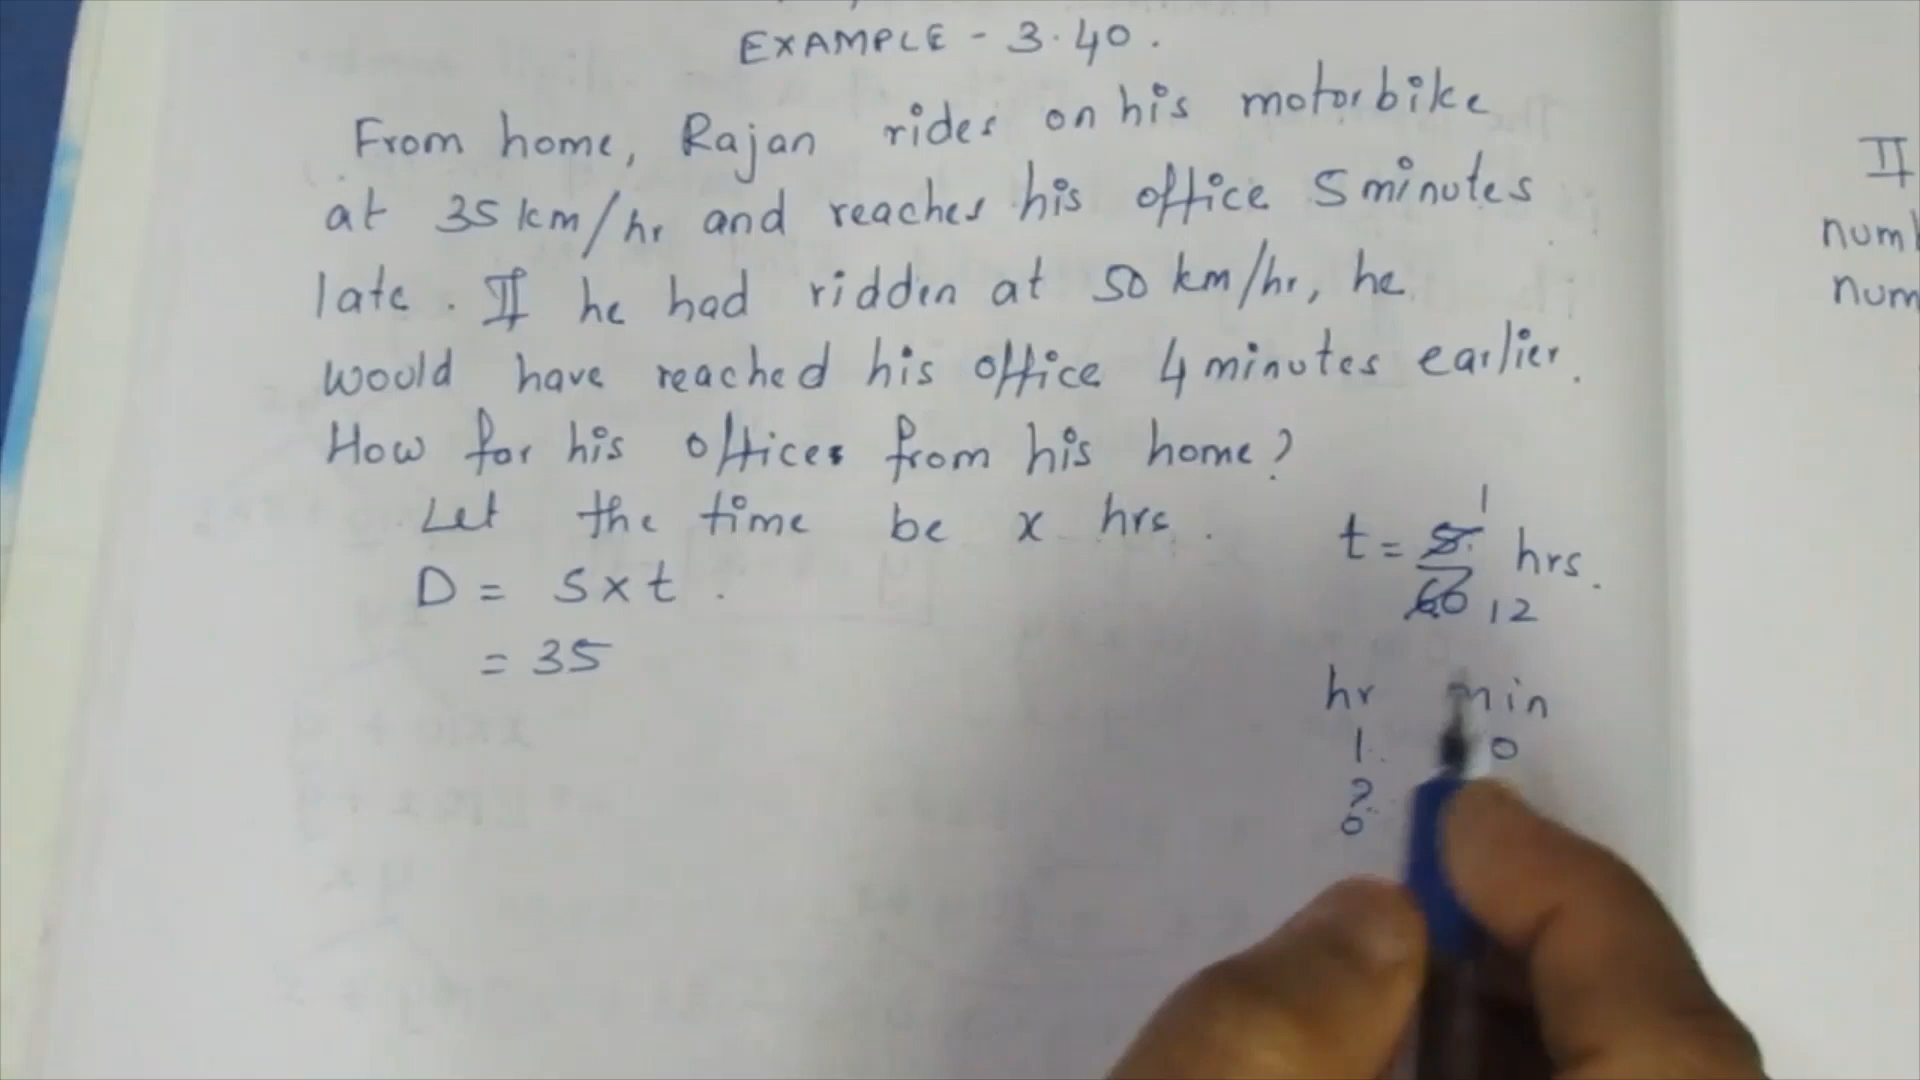 EXAMPLE - 3.40.
From home, Rajan rides on his motorbike
at 35 km/hr and reaches his office 5 minutes
late. If he had ridden at 50 km/hr, he
would have reached his office 4 minutes earlier.
How far his offices from his home?
Let the time be x hrs.
D = S x t.
= 35
t = 5/60 1/12 hrs.
hr min
1
?
II